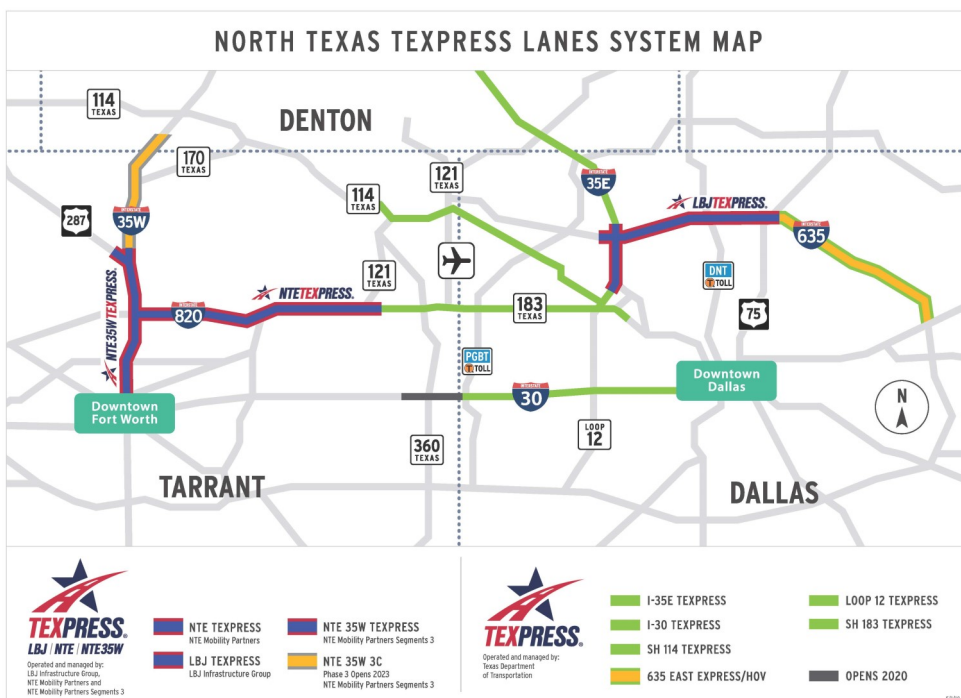 NORTH TEXAS TEXPRESS LANES SYSTEM MAP
114
TEXAS
DENTON
170
TEXAS
121
TEXAS
114
TEXAS
INTERSTATE
35E
LBJTEXPRESS.
287
INTERSTATE
35W
INTERSTATE
635
121
TEXAS
DNT
TOLL
NTETEXPRESS.
NTE35WTEXPRESS.
INTERSTATE
820
183
TEXAS
75
PGBT
TOLL
Downtown
Dallas
INTERSTATE
30
Downtown
Fort Worth
N
LOOP
12
360
TEXAS
TARRANT
DALLAS
TEXPRESS.
LBJ / NTE / NTE35W
Operated and managed by:
LBJ Infrastructure Group,
NTE Mobility Partners and
NTE Mobility Partners Segments 3
NTE TEXPRESS
NTE Mobility Partners
LBJ TEXPRESS
LBJ Infrastructure Group
NTE 35W TEXPRESS
NTE Mobility Partners Segments 3
NTE 35W 3C
Phase 3 Opens 2023
NTE Mobility Partners Segments 3
TEXPRESS.
Operated and managed by:
Texas Department
of Transportation
I-35E TEXPRESS
I-30 TEXPRESS
SH 114 TEXPRESS
635 EAST EXPRESS/HOV
LOOP 12 TEXPRESS
SH 183 TEXPRESS
OPENS 2020